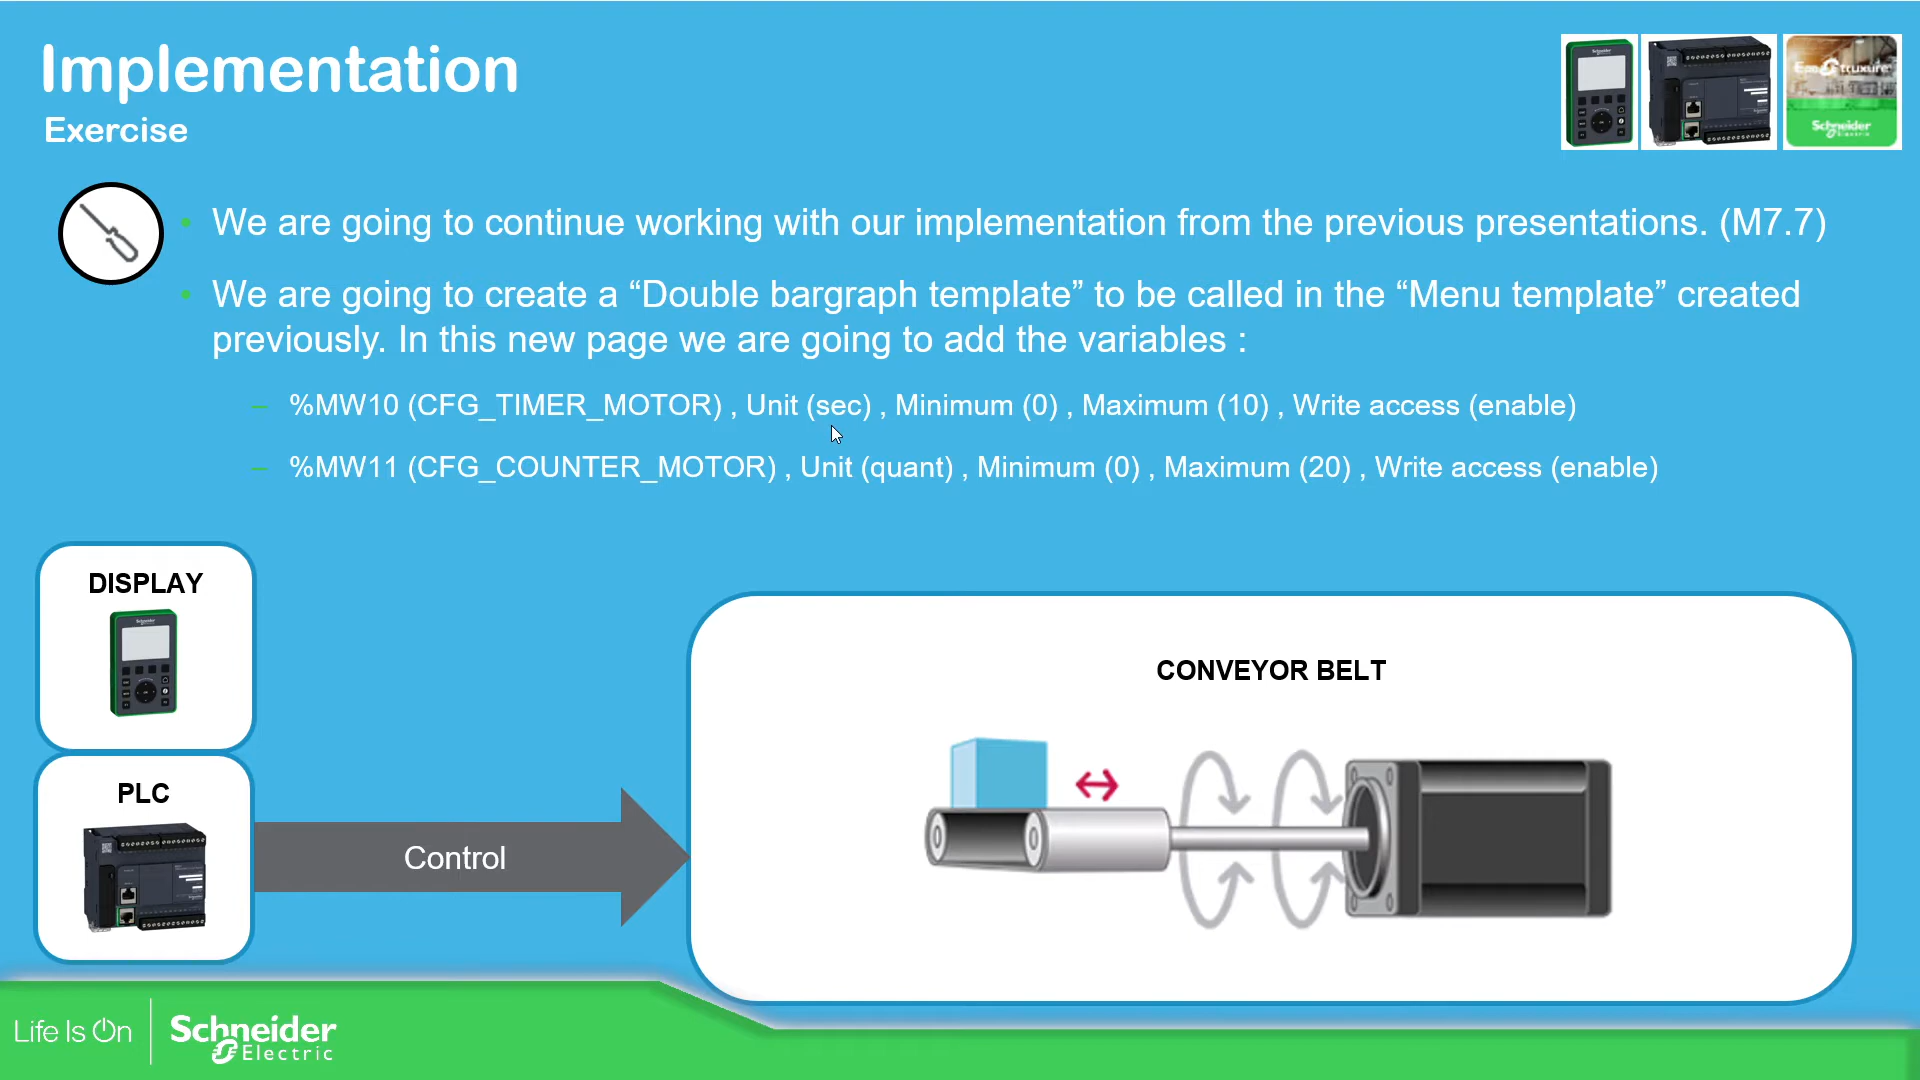 Implementation
Exercise
We are going to continue working with our implementation from the previous presentations. (M7.7)
We are going to create a “Double bargraph template” to be called in the “Menu template” created
previously. In this new page we are going to add the variables :
– %MW10 (CFG_TIMER_MOTOR) , Unit (sec) , Minimum (0) , Maximum (10) , Write access (enable)
– %MW11 (CFG_COUNTER_MOTOR) , Unit (quant) , Minimum (0) , Maximum (20) , Write access (enable)
DISPLAY
PLC
Control
CONVEYOR BELT
EcoStruxure
Schneider
Electric
Life Is On
Schneider
Electric